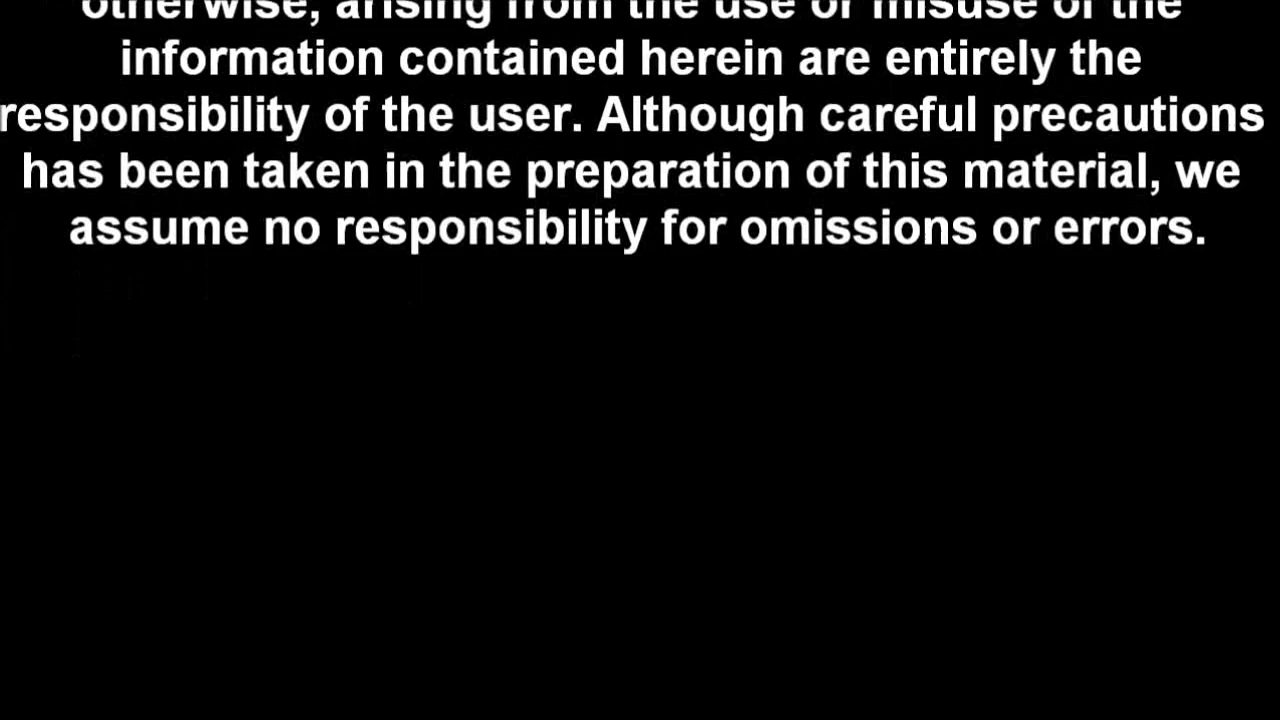 otherwise, arising from the use or misuse of the
information contained herein are entirely the
responsibility of the user. Although careful precautions
has been taken in the preparation of this material, we
assume no responsibility for omissions or errors.